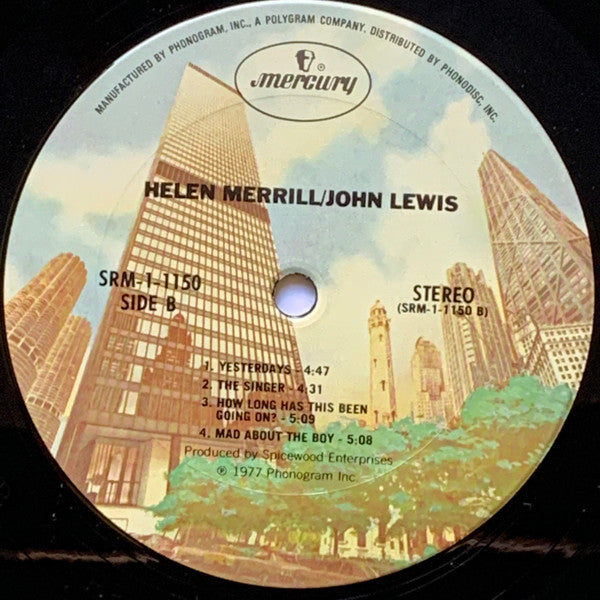 MANUFACTURED BY PHONOGRAM, INC., A POLYGRAM COMPANY. DISTRIBUTED BY PHONODISC, INC.
®
mercury
HELEN MERRILL/JOHN LEWIS
SRM-1-1150
SIDE B
STEREO
(SRM-1-1150 B)
1. YESTERDAYS - 4:47
2. THE SINGER - 4:31
3. HOW LONG HAS THIS BEEN
GOING ON? - 5:09
4. MAD ABOUT THE BOY - 5:08
Produced by Spicewood Enterprises
℗ 1977 Phonogram Inc